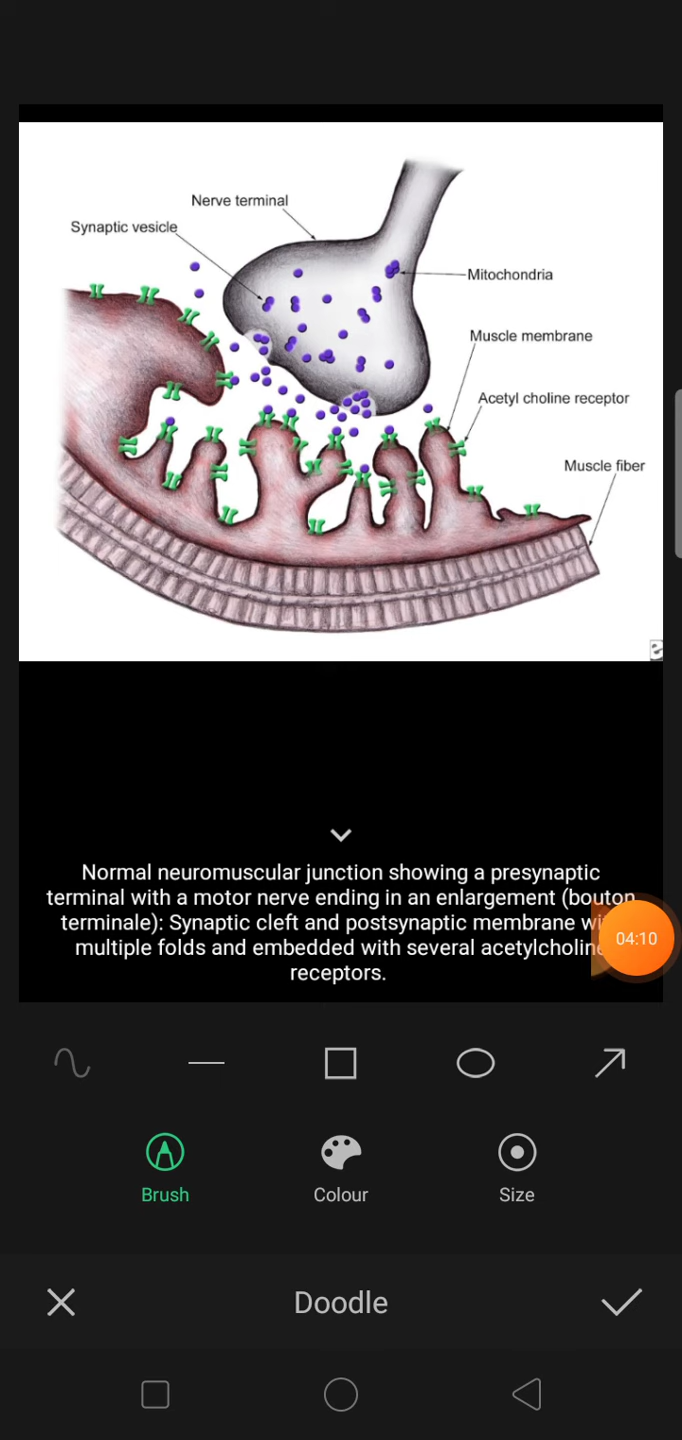 Nerve terminal
Synaptic vesicle
Mitochondria
Muscle membrane
Acetyl choline receptor
Muscle fiber
Normal neuromuscular junction showing a presynaptic
terminal with a motor nerve ending in an enlargement (bouton
terminale): Synaptic cleft and postsynaptic membrane
multiple folds and embedded with several acetylcholine
receptors.
04:10
Brush
Colour
Size
Doodle